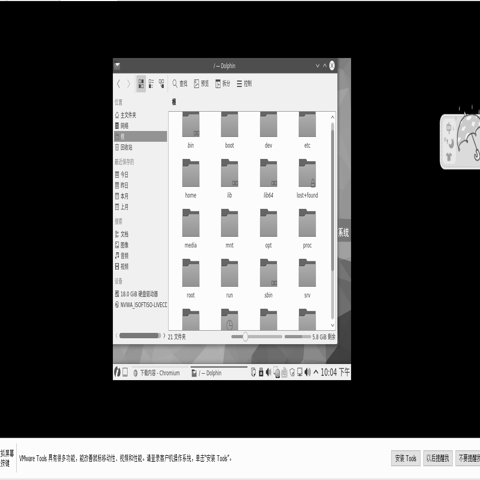 / — Dolphin
查找
预览
拆分
控制
位置
根
主文件夹
网络
根
回收站
最近保存的
今日
昨日
本月
上月
搜索
文档
图像
音频
视频
设备
18.0 GiB 硬盘驱动器
bin
boot
dev
etc
home
lib
lib64
lost+found
media
mnt
opt
proc
root
run
sbin
srv
系统
21 文件夹
5.8 GiB 剩余
下载内容 - Chromium
/ — Dolphin
10:04 下午
VMware Tools 具有很多功能，能改善鼠标移动性、视频和性能，请登录客户机操作系统，单击“安装 Tools”。
安装 Tools
以后提醒我
不要提醒我